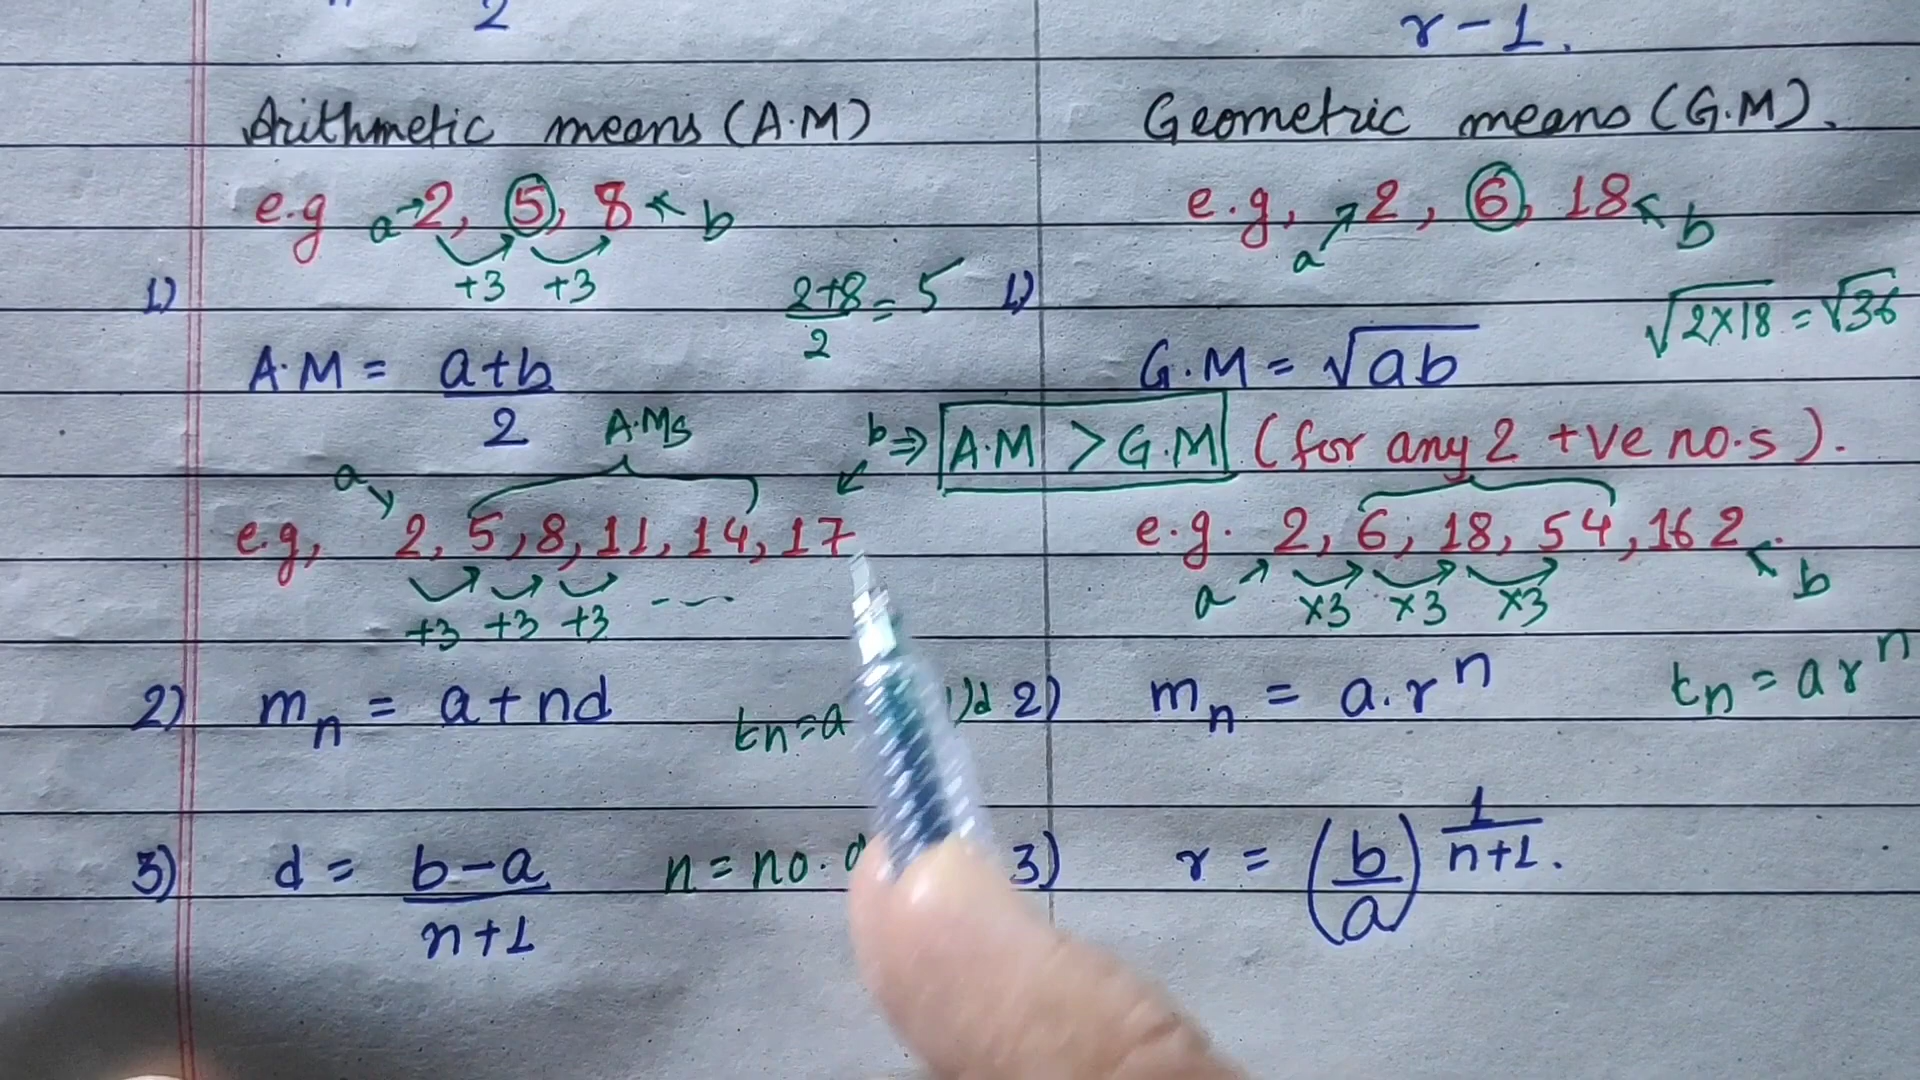 2
r-1.
Arithmetic means (A.M)
e.g a→2, 5, 8 ← b
+3 +3
1)
2+8/2 = 5
A.M = a+b/2
A.Ms
a
b
e.g, 2, 5, 8, 11, 14, 17
+3 +3 +3 ----
2) mn = a+nd
tn=a
)d
3) d = b-a/n+1
n = no.
Geometric means (G.M).
e.g, 2, 6, 18 ← b
a
1)
√2×18 = √36
G.M = √ab
⇒ A.M > G.M (for any 2 +ve no.s).
e.g. 2, 6, 18, 54, 162.
a ×3 ×3 ×3 b
2) mn = a.r^n
tn = ar^n
3) r = (b/a)^1/n+1.